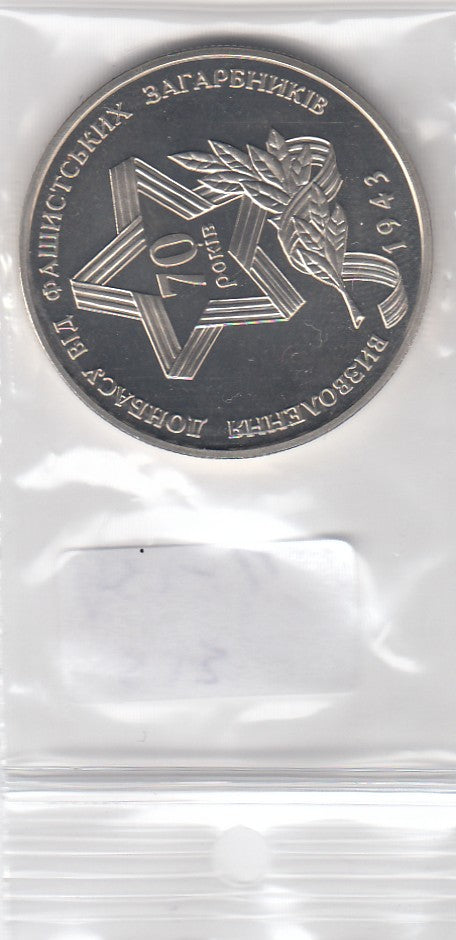 ВИЗВОЛЕННЯ ДОНБАСУ ВІД ФАШИСТСЬКИХ ЗАГАРБНИКІВ
1943
70
РОКІВ